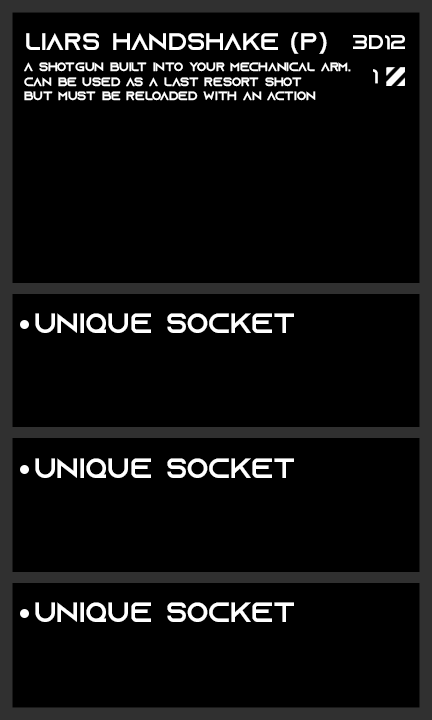 LIARS HANDSHAKE (P) 3D12
A SHOTGUN BUILT INTO YOUR MECHANICAL ARM.
1
CAN BE USED AS A LAST RESORT SHOT
BUT MUST BE RELOADED WITH AN ACTION
•UNIQUE SOCKET
•UNIQUE SOCKET
•UNIQUE SOCKET